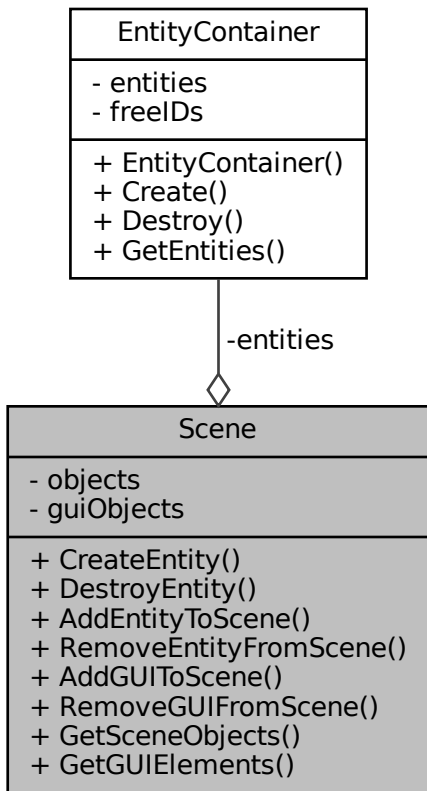 EntityContainer
- entities
- freeIDs
+ EntityContainer()
+ Create()
+ Destroy()
+ GetEntities()
-entities
Scene
- objects
- guiObjects
+ CreateEntity()
+ DestroyEntity()
+ AddEntityToScene()
+ RemoveEntityFromScene()
+ AddGUIToScene()
+ RemoveGUIFromScene()
+ GetSceneObjects()
+ GetGUIElements()